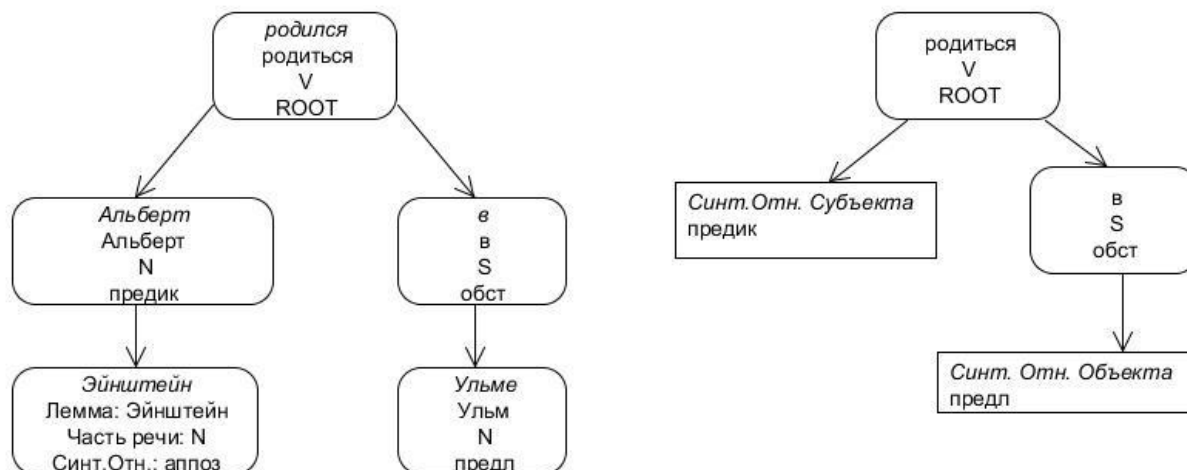 родился
родиться
V
ROOT
Альберт
Альберт
N
предик
в
в
S
обст
Эйнштейн
Лемма: Эйнштейн
Часть речи: N
Синт.Отн.: аппоз
Ульме
Ульм
N
предл
родиться
V
ROOT
Синт.Отн. Субъекта
предик
в
S
обст
Синт. Отн. Объекта
предл